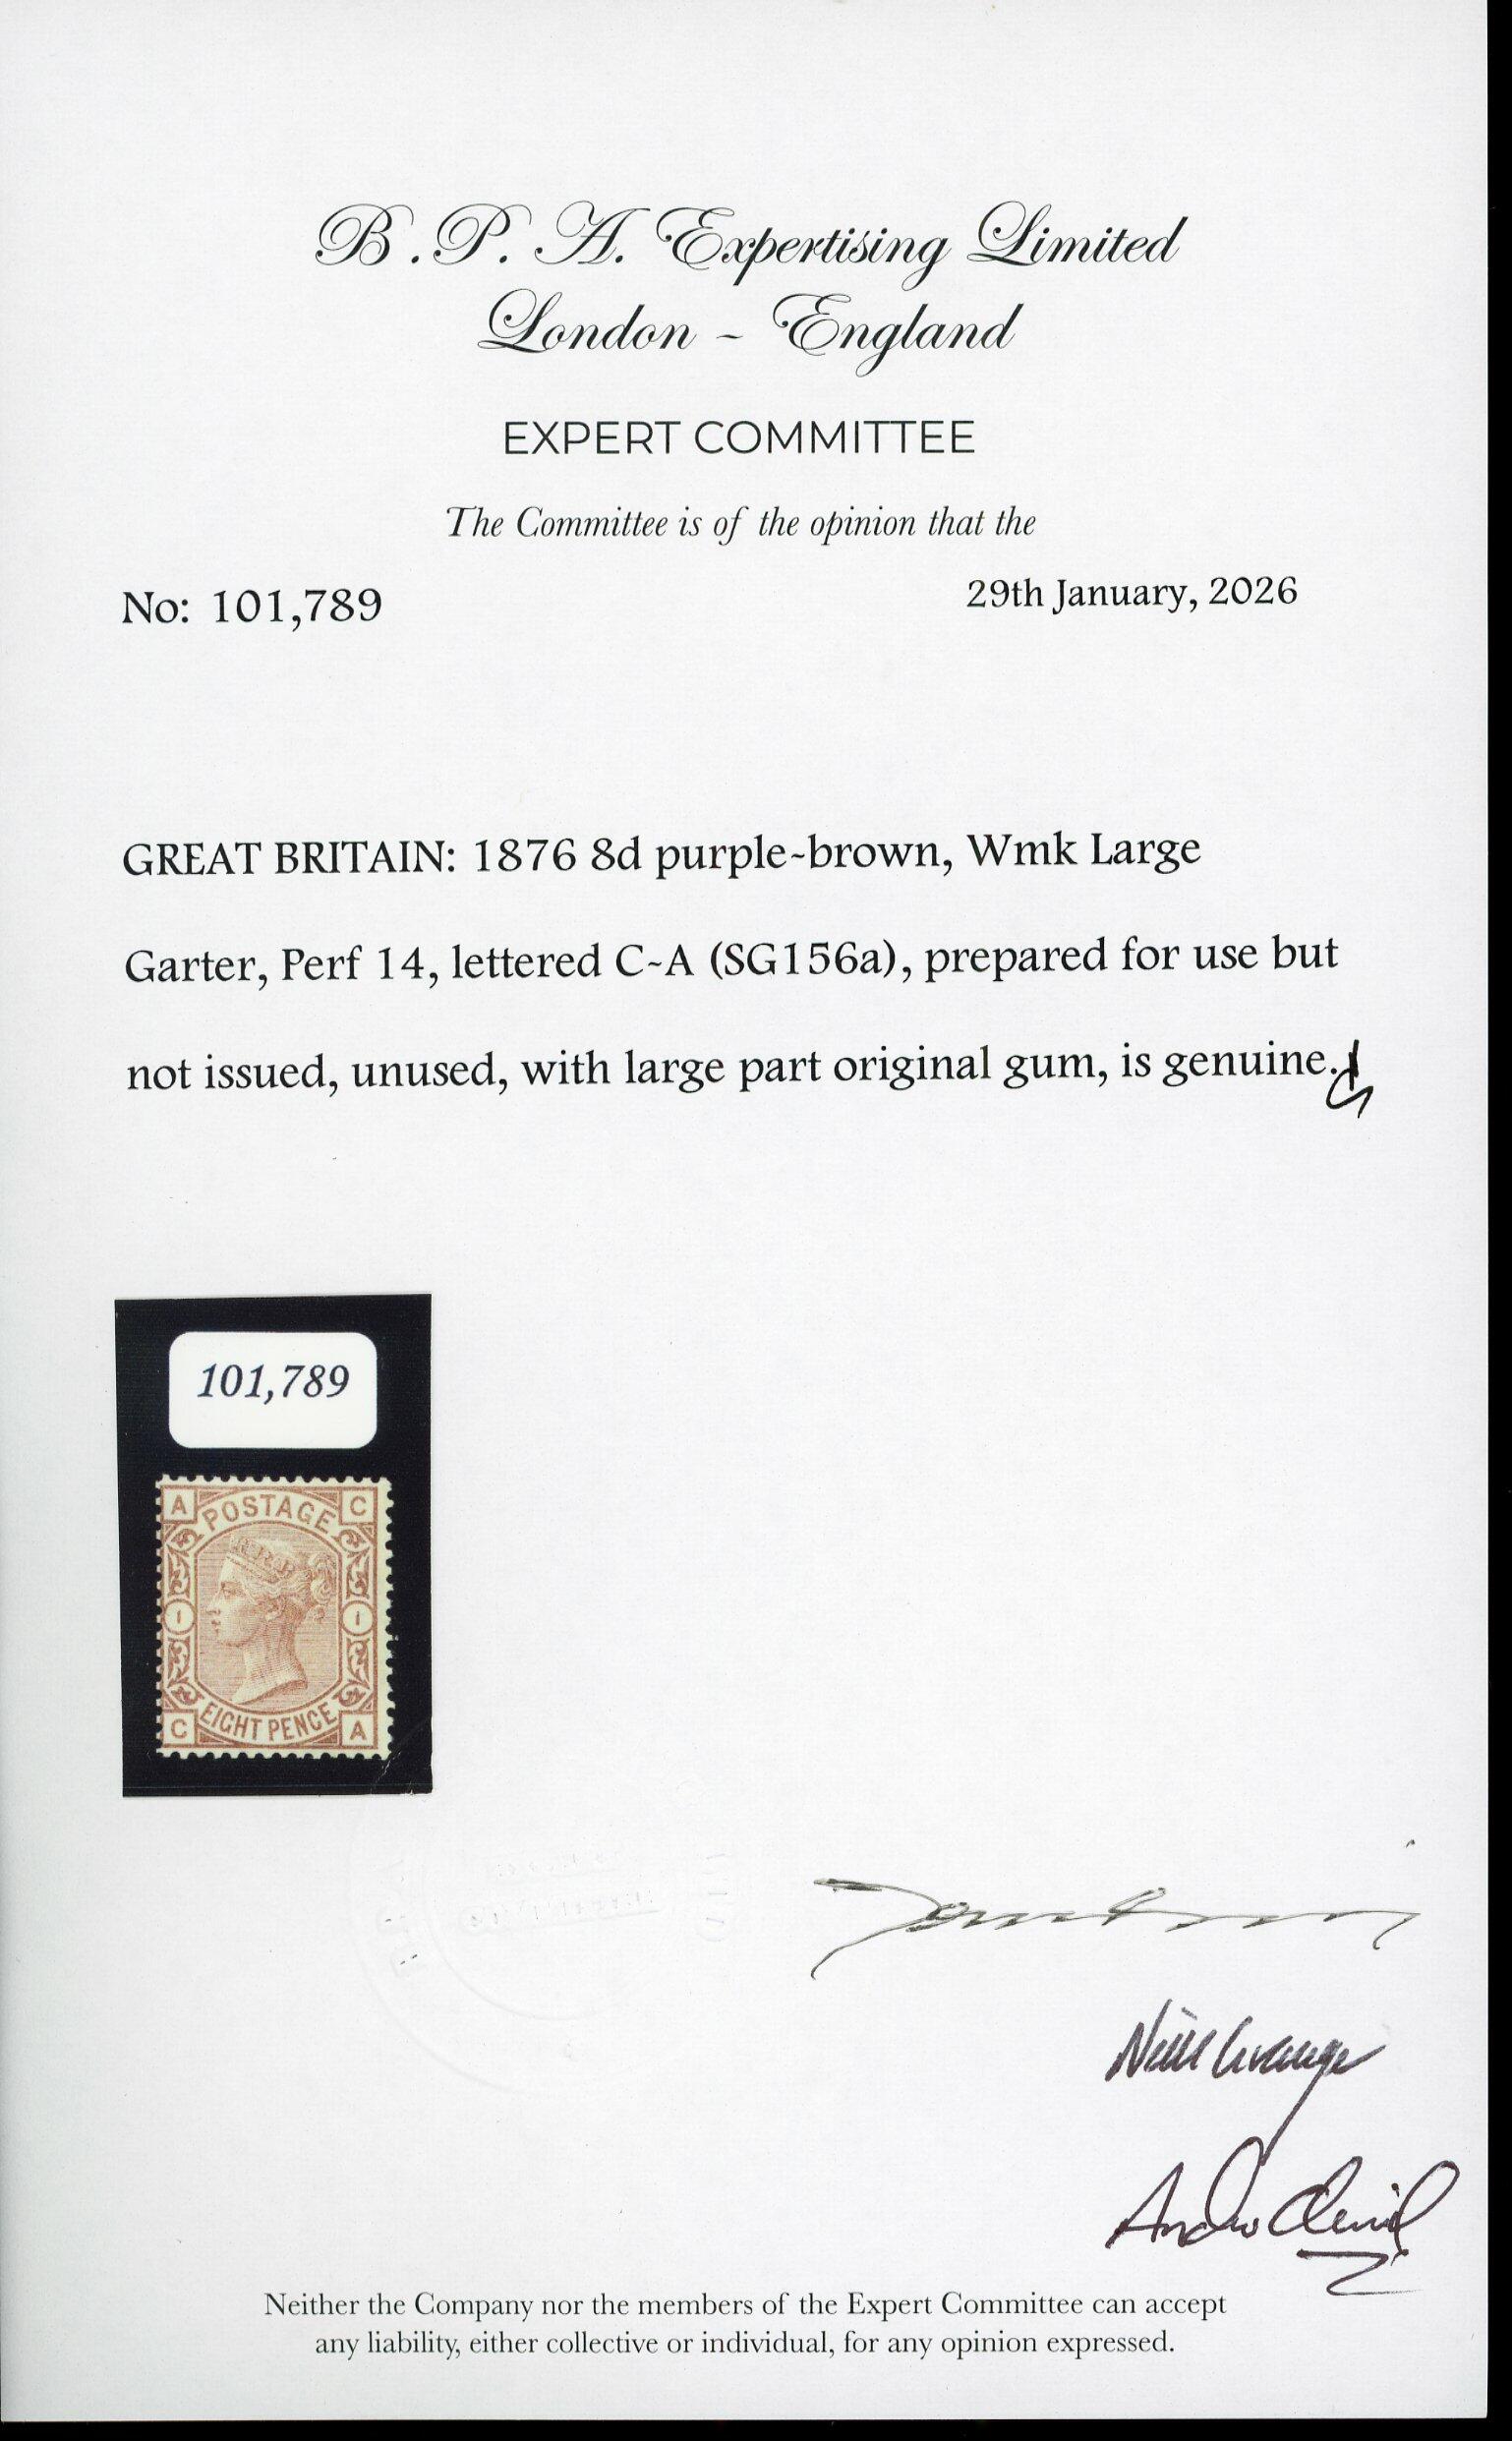 B. P. A. Expertising Limited
London - England
EXPERT COMMITTEE
The Committee is of the opinion that the
No: 101,789
29th January, 2026
GREAT BRITAIN: 1876 8d purple-brown, Wmk Large
Garter, Perf 14, lettered C-A (SG156a), prepared for use but
not issued, unused, with large part original gum, is genuine.
101,789
A POSTAGE C
1 1
C EIGHT PENCE A
Neither the Company nor the members of the Expert Committee can accept
any liability, either collective or individual, for any opinion expressed.